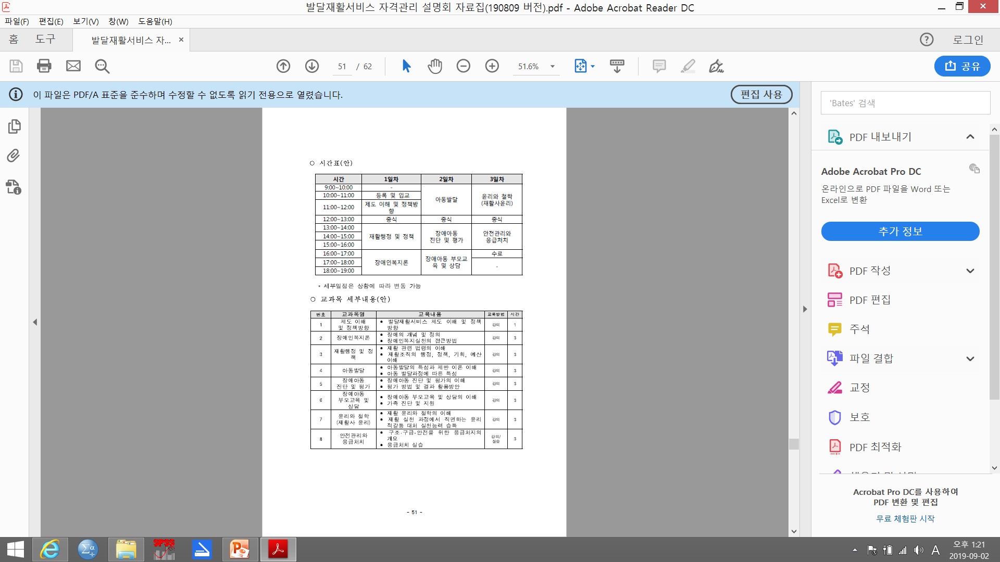 발달재활서비스 자격관리 설명회 자료집(190809 버전).pdf - Adobe Acrobat Reader DC
파일(F) 편집(E) 보기(V) 창(W) 도움말(H)
홈 도구 발달재활서비스 자... × ? 로그인
51 / 62 51.6% 공유
이 파일은 PDF/A 표준을 준수하며 수정할 수 없도록 읽기 전용으로 열렸습니다. 편집 사용
○ 시간표(안)
시간 1일차 2일차 3일차
9:00~10:00 - 아동발달 윤리와 철학
(재활사윤리)
10:00~11:00 등록 및 입교
11:00~12:00 제도 이해 및 정책방
향
12:00~13:00 중식 중식 중식
13:00~14:00 재활행정 및 정책 장애아동
진단 및 평가 안전관리와
응급처치
14:00~15:00
15:00~16:00
16:00~17:00 장애인복지론 장애아동 부모교
육 및 상담 수료
17:00~18:00 -
18:00~19:00
* 세부일정은 상황에 따라 변동 가능
○ 교과목 세부내용(안)
번호 교과목명 교육내용 교육방법 시간
1 제도 이해
및 정책방향 • 발달재활서비스 제도 이해 및 정책
방향 강의 1
2 장애인복지론 • 장애의 개념 및 정의
• 장애인복지실천의 접근방법 강의 3
3 재활행정 및 정
책 • 재활 관련 법령의 이해
• 재활조직의 행정, 정책, 기획, 예산
이해 강의 3
4 아동발달 • 아동발달의 특성과 제반 이론 이해
• 아동 발달과정에 따른 특성 강의 3
5 장애아동
진단 및 평가 • 장애아동 진단 및 평가의 이해
• 평가 방법 및 결과 활용방안 강의 3
6 장애아동
부모교육 및
상담 • 장애아동 부모교육 및 상담의 이해
• 가족 진단 및 지원 강의 3
7 윤리와 철학
(재활사 윤리) • 재활 윤리와 철학의 이해
• 재활 실천 과정에서 직면하는 윤리
적갈등 대처 실천능력 습득 강의 3
8 안전관리와
응급처치 • 구조·구급·안전을 위한 응급처치의
개요
• 응급처치 실습 강의/
실습 3
- 51 -
'Bates' 검색
PDF 내보내기
Adobe Acrobat Pro DC
온라인으로 PDF 파일을 Word 또는
Excel로 변환
추가 정보
PDF 작성
PDF 편집
주석
파일 결합
교정
보호
PDF 최적화
Acrobat Pro DC를 사용하여
PDF 변환 및 편집
무료 체험판 시작
SPSS
A 오후 1:21
2019-09-02